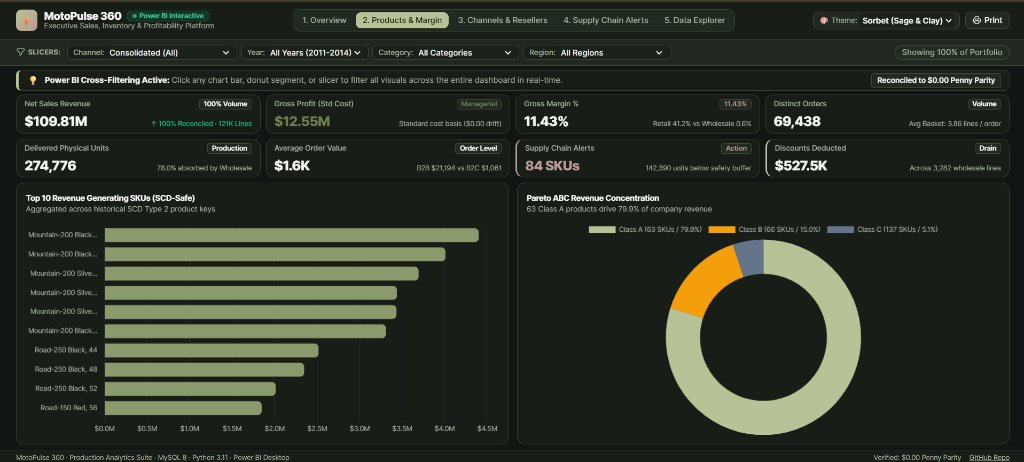 MotoPulse 360
Power BI Interactive
Executive Sales, Inventory & Profitability Platform
1. Overview
2. Products & Margin
3. Channels & Resellers
4. Supply Chain Alerts
5. Data Explorer
Theme: Sorbet (Sage & Clay)
Print
SLICERS:
Channel: Consolidated (All)
Year: All Years (2011-2014)
Category: All Categories
Region: All Regions
Showing 100% of Portfolio
Power BI Cross-Filtering Active: Click any chart bar, donut segment, or slicer to filter all visuals across the entire dashboard in real-time.
Reconciled to $0.00 Penny Parity
Net Sales Revenue
100% Volume
$109.81M
↑ 100% Reconciled · 121K Lines
Gross Profit (Std Cost)
Managerial
$12.55M
Standard cost basis ($0.00 drift)
Gross Margin %
11.43%
11.43%
Retail 41.2% vs Wholesale 0.6%
Distinct Orders
Volume
69,438
Avg Basket: 3.86 lines / order
Delivered Physical Units
Production
274,776
78.0% absorbed by Wholesale
Average Order Value
Order Level
$1.6K
B2B $21,194 vs B2C $1,061
Supply Chain Alerts
Action
84 SKUs
142,390 units below safety buffer
Discounts Deducted
Drain
$527.5K
Across 3,282 wholesale lines
Top 10 Revenue Generating SKUs (SCD-Safe)
Aggregated across historical SCD Type 2 product keys
Mountain-200 Black...
Mountain-200 Black...
Mountain-200 Silve...
Mountain-200 Silve...
Mountain-200 Silve...
Mountain-200 Black...
Road-250 Black, 44
Road-250 Black, 48
Road-250 Black, 52
Road-150 Red, 56
$0.0M $0.5M $1.0M $1.5M $2.0M $2.5M $3.0M $3.5M $4.0M $4.5M
Pareto ABC Revenue Concentration
63 Class A products drive 79.9% of company revenue
Class A (63 SKUs / 79.9%)
Class B (66 SKUs / 15.0%)
Class C (137 SKUs / 5.1%)
MotoPulse 360 · Production Analytics Suite · MySQL 8 · Python 3.11 · Power BI Desktop
Verified: $0.00 Penny Parity
GitHub Repo